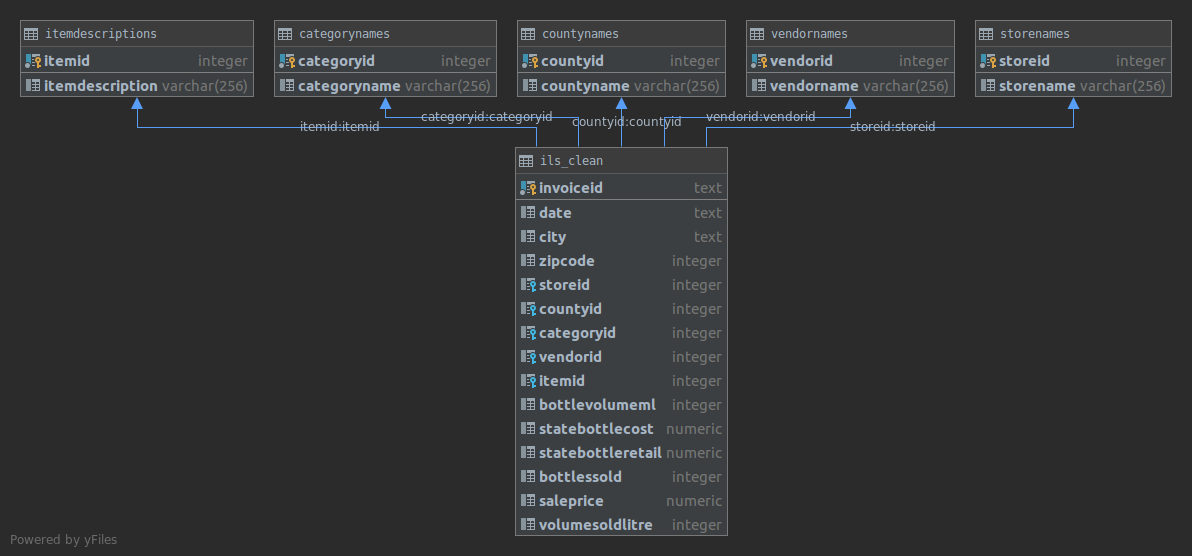 itemdescriptions
itemid integer
itemdescription varchar(256)
categorynames
categoryid integer
categoryname varchar(256)
countynames
countyid integer
countyname varchar(256)
vendornames
vendorid integer
vendorname varchar(256)
storenames
storeid integer
storename varchar(256)
itemid:itemid
categoryid:categoryid
countyid:countyid
vendorid:vendorid
storeid:storeid
ils_clean
invoiceid text
date text
city text
zipcode integer
storeid integer
countyid integer
categoryid integer
vendorid integer
itemid integer
bottlevolumeml integer
statebottlecost numeric
statebottleretail numeric
bottlessold integer
saleprice numeric
volumesoldlitre integer
Powered by yFiles